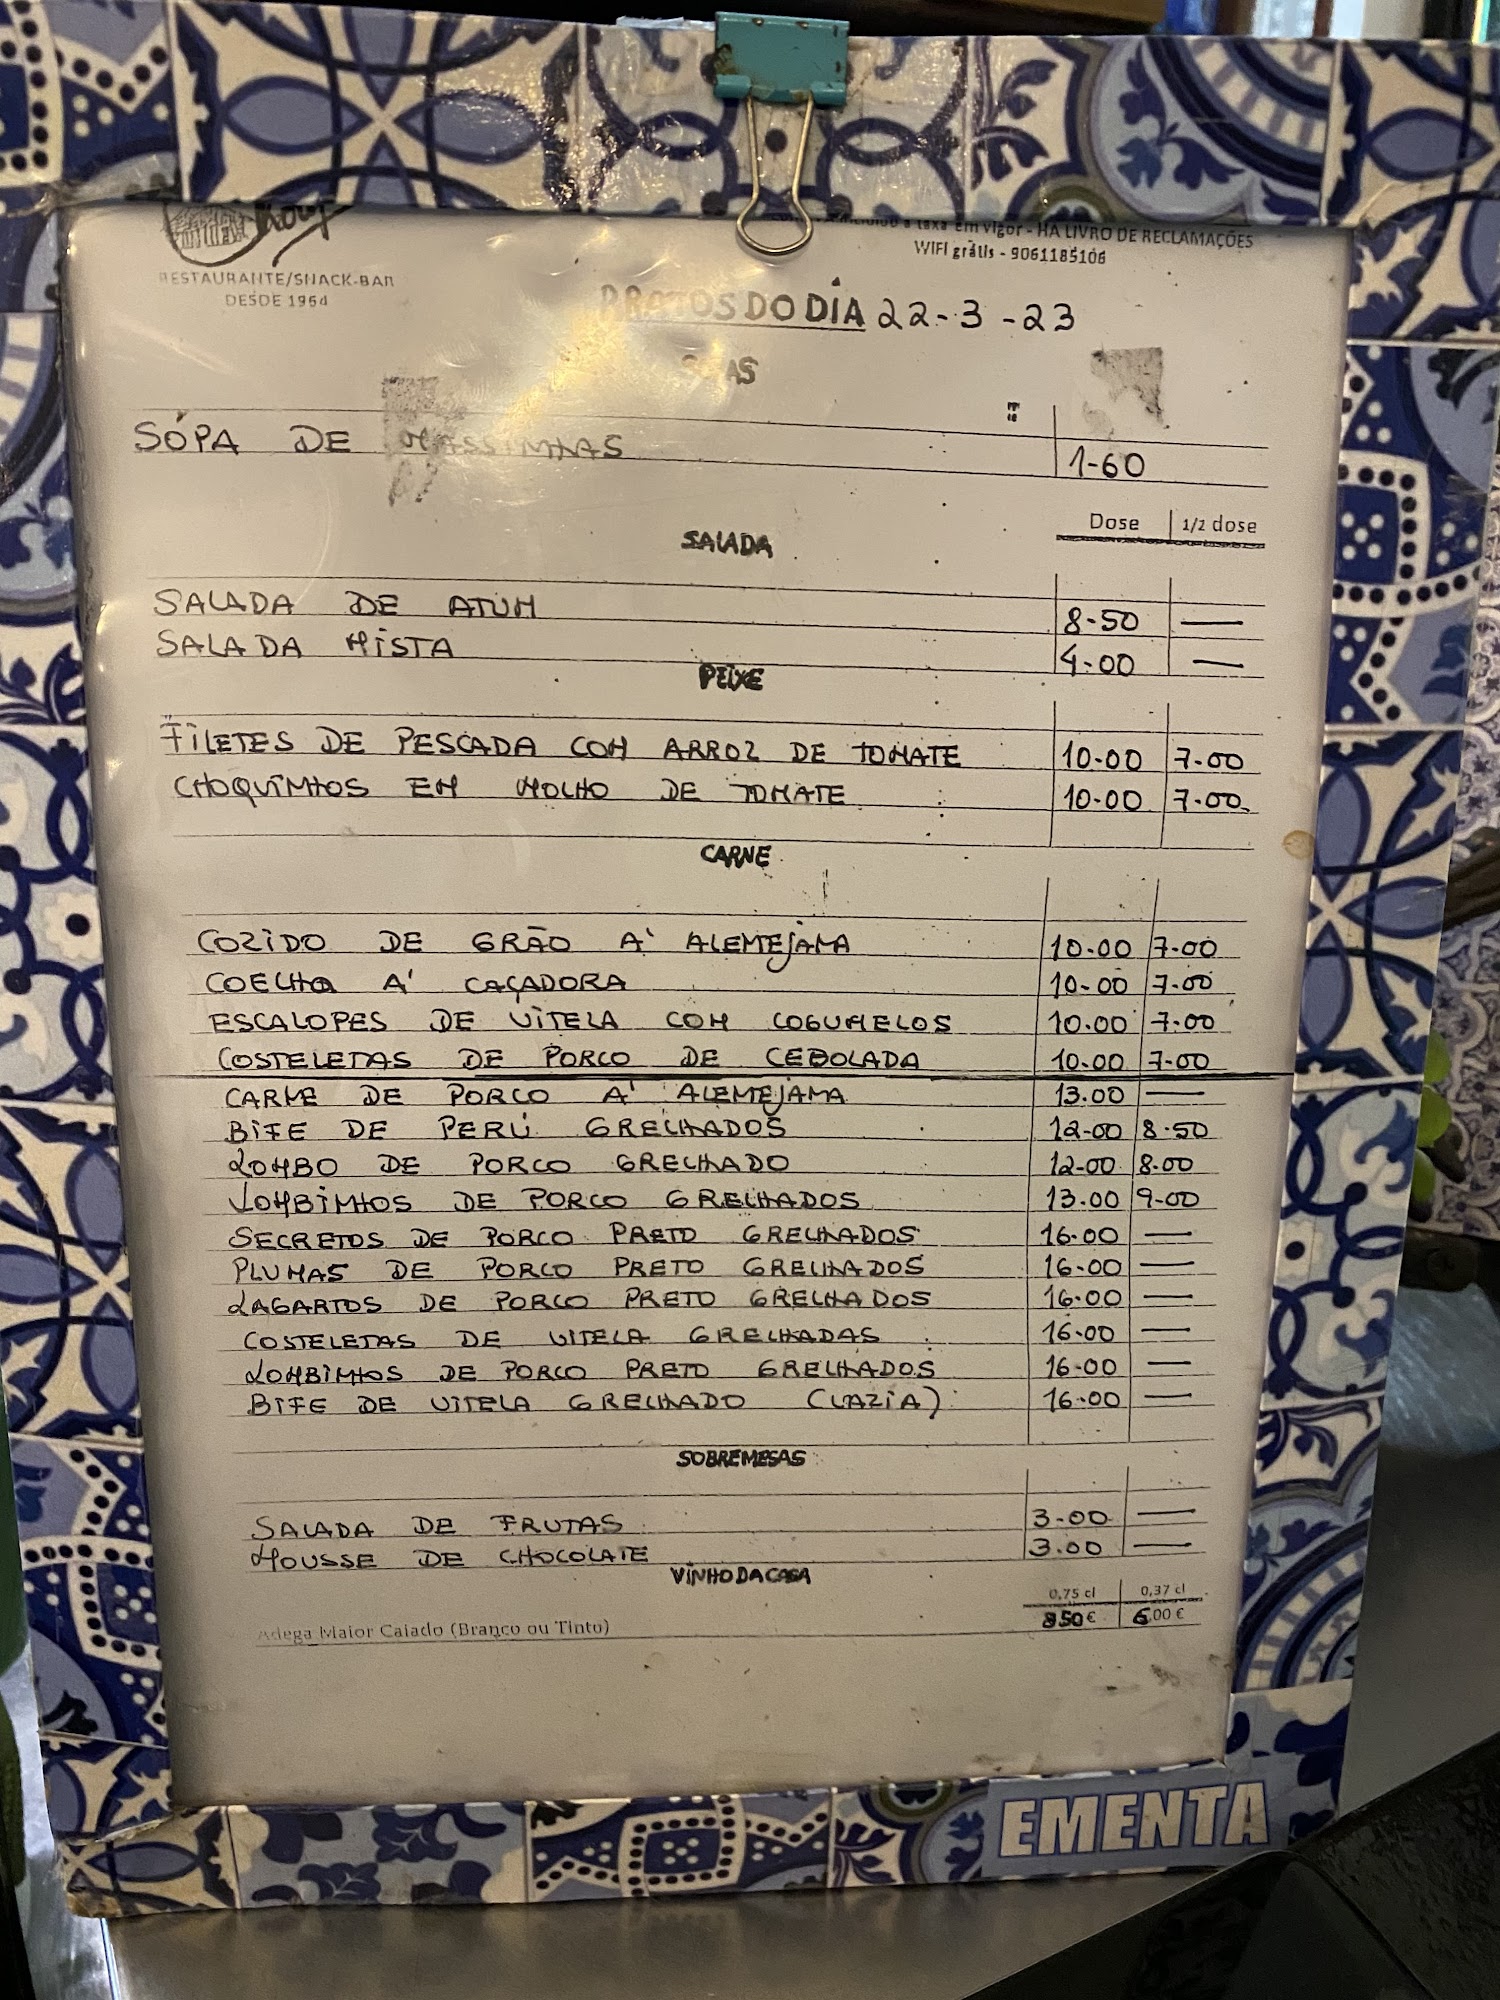 RESTAURANTE/SNACK-BAR
DESDE 1964
a taxa em vigor - HÁ LIVRO DE RECLAMAÇÕES
WIFI grátis - 9061185106
PRATOS DO DIA 22-3-23
SOPAS
SÓPA DE MASSINHAS 1-60
Dose 1/2 dose
SALADA
SALADA DE ATUM 8-50 —
SALADA MISTA 4-00 —
PEIXE
FILETES DE PESCADA COM ARROZ DE TOMATE 10-00 7-00
CHOQUINHOS EM MOLHO DE TOMATE 10-00 7-00
CARNE
COZIDO DE GRÃO A' ALENTEJANA 10-00 7-00
COELHO A' CAÇADORA 10-00 7-00
ESCALOPES DE VITELA COM COGUMELOS 10.00 7-00
COSTELETAS DE PORCO DE CEBOLADA 10.00 7-00
CARNE DE PORCO A' ALENTEJANA 13.00 —
BIFE DE PERÚ GRELHADOS 12-00 8-50
LOMBO DE PORCO GRELHADO 12-00 8.00
LOMBINHOS DE PORCO GRELHADOS 13.00 9-00
SECRETOS DE PORCO PRETO GRELHADOS 16-00 —
PLUMAS DE PORCO PRETO GRELHADOS 16-00 —
LAGARTOS DE PORCO PRETO GRELHADOS 16-00 —
COSTELETAS DE VITELA GRELHADAS 16-00 —
LOMBINHOS DE PORCO PRETO GRELHADOS 16-00 —
BIFE DE VITELA GRELHADO (VAZIA) 16-00 —
SOBREMESAS
SALADA DE FRUTAS 3-00 —
MOUSSE DE CHOCOLATE 3.00 —
VINHO DA CASA
0,75 cl 0,37 cl
Adega Maior Caiado (Branco ou Tinto) 850 € 6,00 €
EMENTA